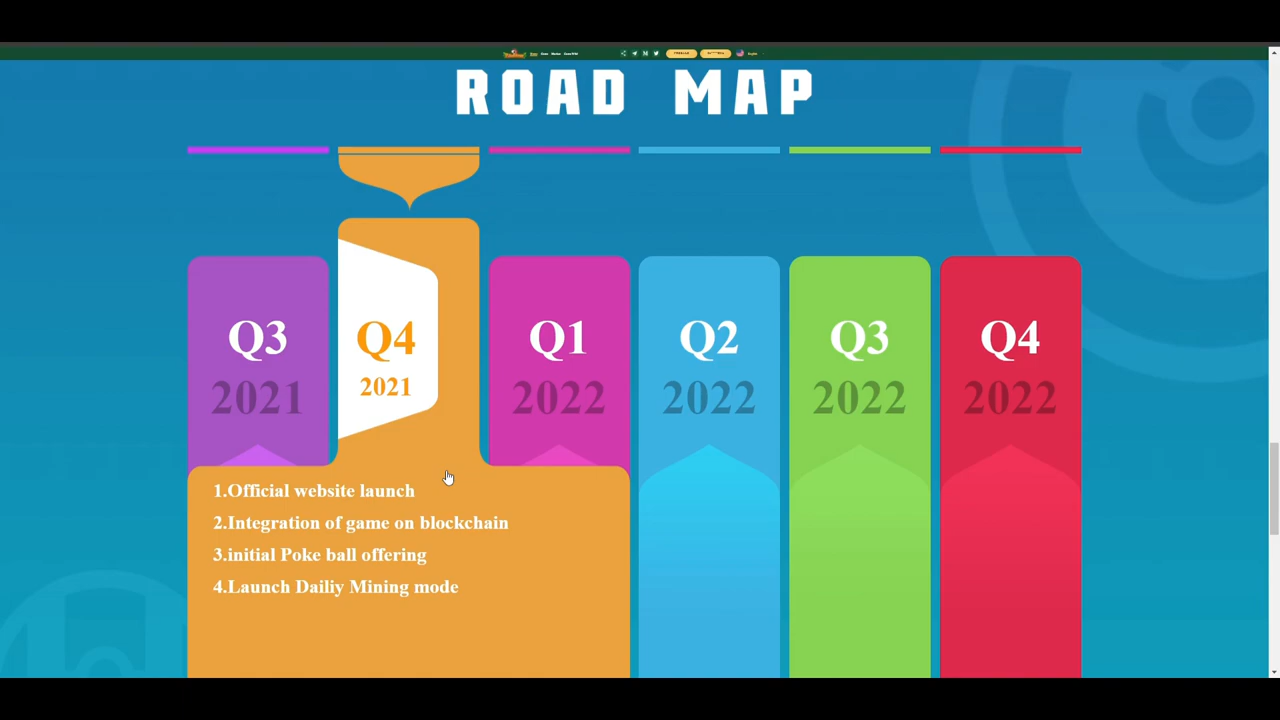 English
ROAD MAP
Q3
2021
Q4
2021
Q1
2022
Q2
2022
Q3
2022
Q4
2022
1.Official website launch
2.Integration of game on blockchain
3.initial Poke ball offering
4.Launch Dailiy Mining mode